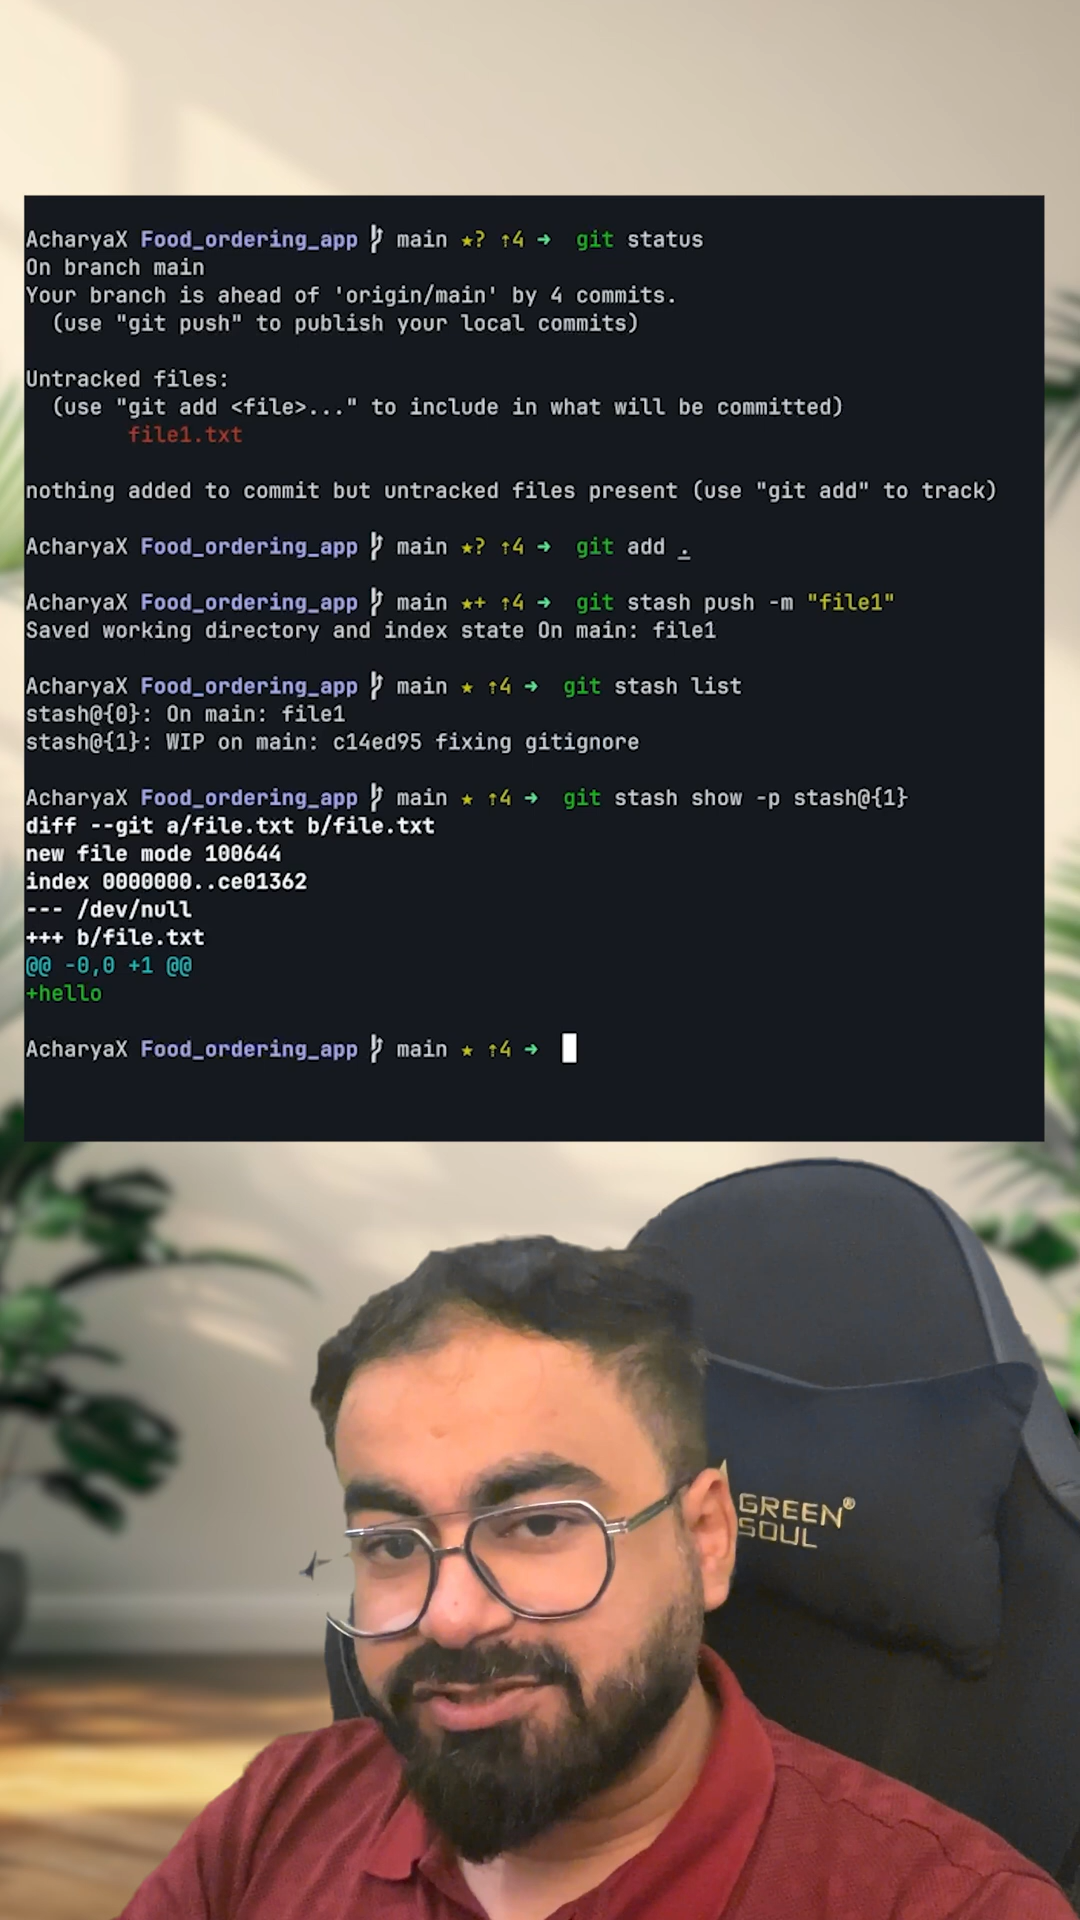 AcharyaX Food_ordering_app main ★? ↑4 → git status
On branch main
Your branch is ahead of 'origin/main' by 4 commits.
(use "git push" to publish your local commits)
Untracked files:
(use "git add <file>..." to include in what will be committed)
file1.txt
nothing added to commit but untracked files present (use "git add" to track)
AcharyaX Food_ordering_app main ★? ↑4 → git add .
AcharyaX Food_ordering_app main ★+ ↑4 → git stash push -m "file1"
Saved working directory and index state On main: file1
AcharyaX Food_ordering_app main ★ ↑4 → git stash list
stash@{0}: On main: file1
stash@{1}: WIP on main: c14ed95 fixing gitignore
AcharyaX Food_ordering_app main ★ ↑4 → git stash show -p stash@{1}
diff --git a/file.txt b/file.txt
new file mode 100644
index 0000000..ce01362
--- /dev/null
+++ b/file.txt
@@ -0,0 +1 @@
+hello
AcharyaX Food_ordering_app main ★ ↑4 →
GREEN®
SOUL